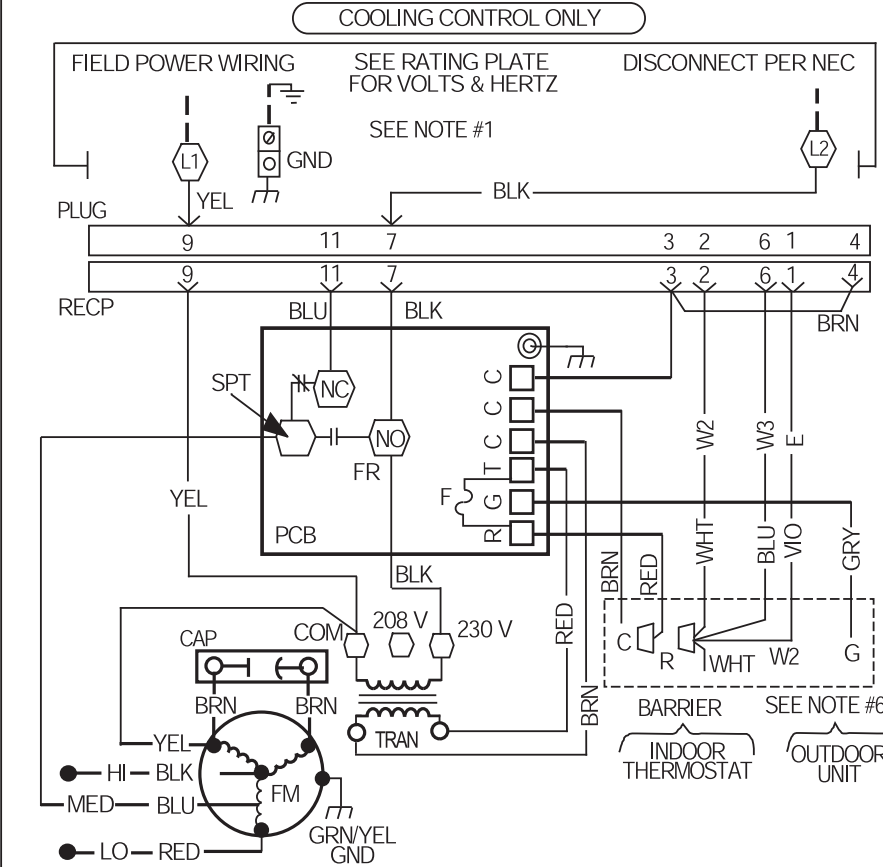 COOLING CONTROL ONLY
FIELD POWER WIRING
SEE RATING PLATE
FOR VOLTS & HERTZ
DISCONNECT PER NEC
SEE NOTE #1
L1
GND
L2
YEL
BLK
PLUG
9 11 7 3 2 6 1 4
9 11 7 3 2 6 1 4
RECP
BLU
BLK
BRN
SPT
NC
C
C
NO
C
W2
W3
E
FR
T
YEL
F
G
R
PCB
WHT
BLU
VIO
GRY
BLK
BRN
RED
208 V
COM
230 V
RED
CAP
C
R
WHT
W2
G
BRN
BRN
BRN
BARRIER
SEE NOTE #6
TRAN
YEL
INDOOR
THERMOSTAT
OUTDOOR
UNIT
HI BLK
FM
MED BLU
GRN/YEL
GND
LO RED